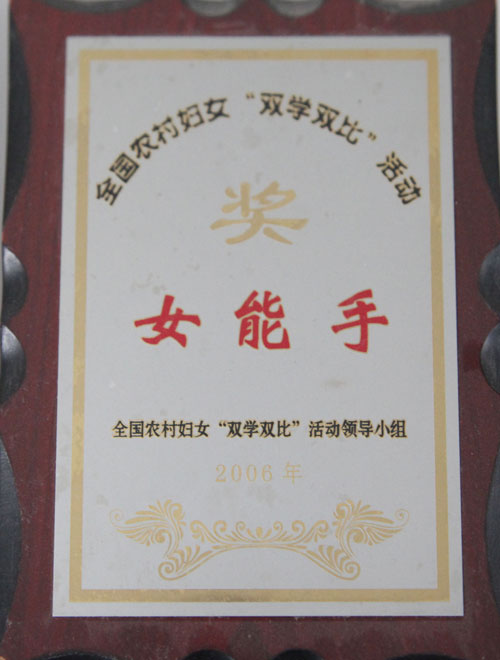 全国农村妇女“双学双比”活动
奖
女能手
全国农村妇女“双学双比”活动领导小组
2006年